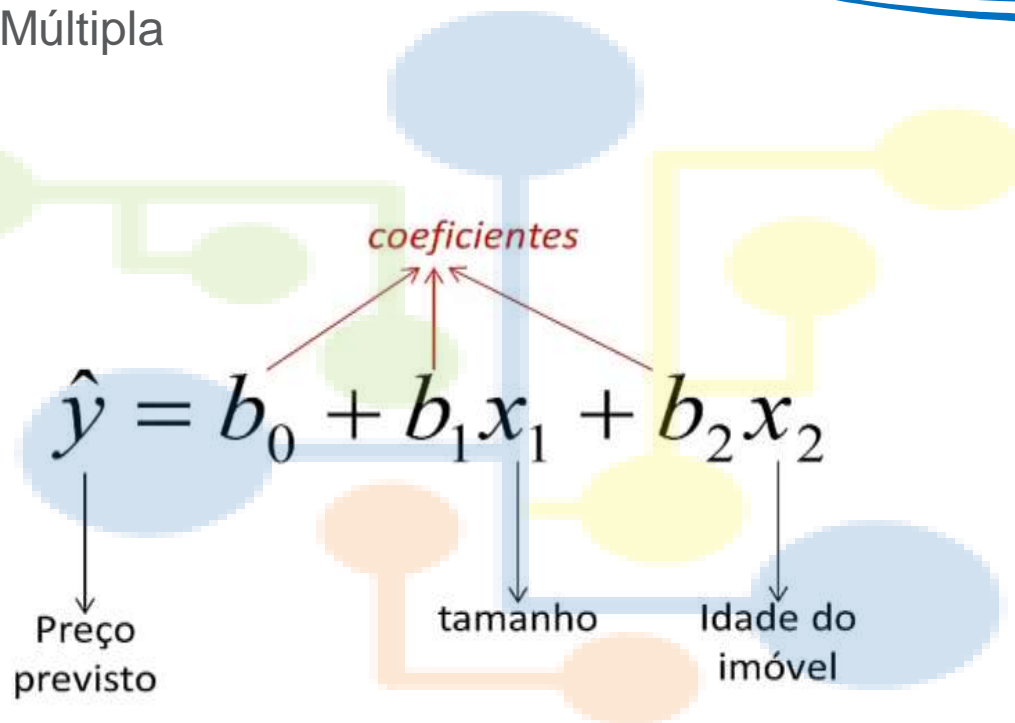 Múltipla
coeficientes
ŷ = b₀ + b₁x₁ + b₂x₂
Preço
previsto
tamanho
Idade do
imóvel